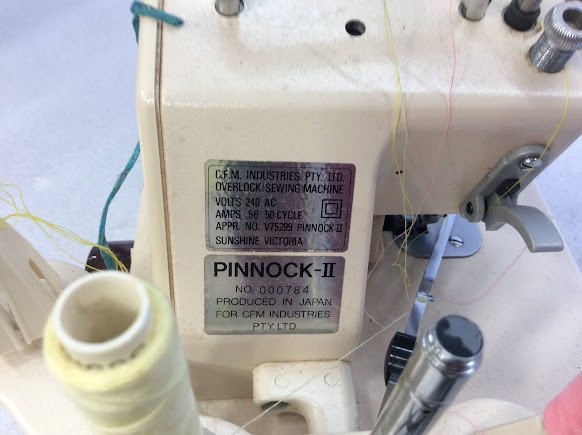 C.F.M. INDUSTRIES PTY. LTD.
OVERLOCK SEWING MACHINE
VOLTS 240 AC
AMPS .56 50 CYCLE
APPR. NO. V75299 PINNOCK-II
SUNSHINE VICTORIA
PINNOCK-II
NO. 000784
PRODUCED IN JAPAN
FOR CFM INDUSTRIES
PTY. LTD